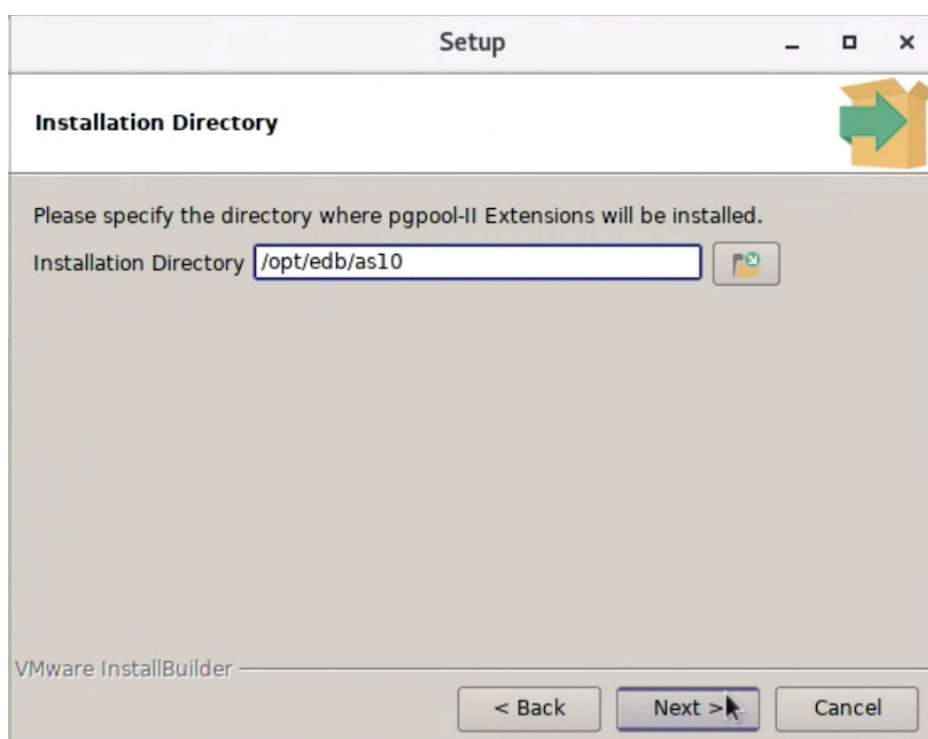 Setup
Installation Directory
Please specify the directory where pgpool-II Extensions will be installed.
Installation Directory /opt/edb/as10
VMware InstallBuilder
< Back Next > Cancel